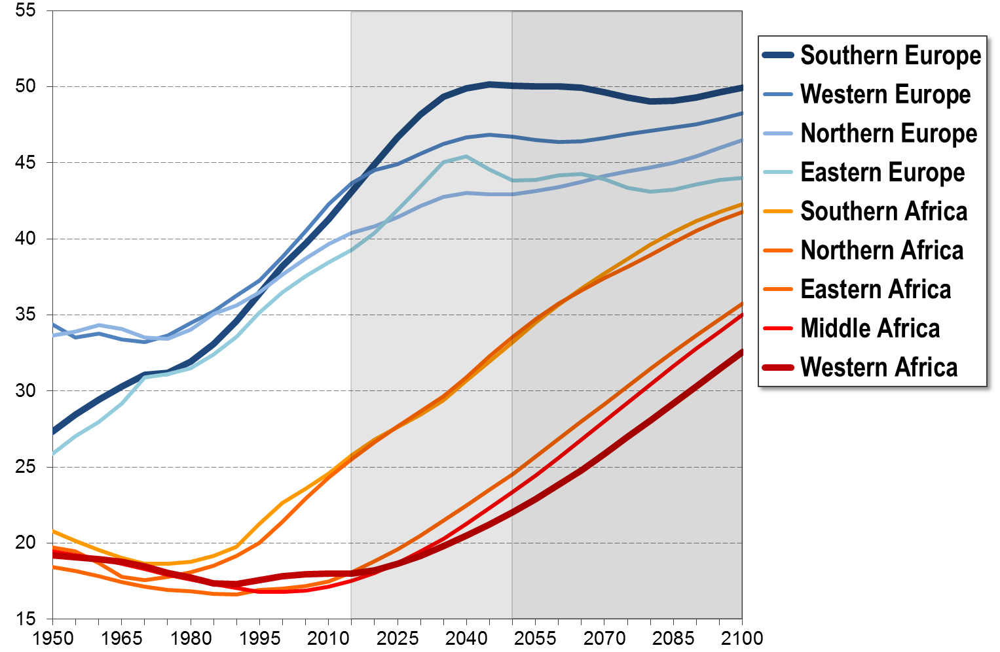 55
50
45
40
35
30
25
20
15
1950 1965 1980 1995 2010 2025 2040 2055 2070 2085 2100
Southern Europe
Western Europe
Northern Europe
Eastern Europe
Southern Africa
Northern Africa
Eastern Africa
Middle Africa
Western Africa